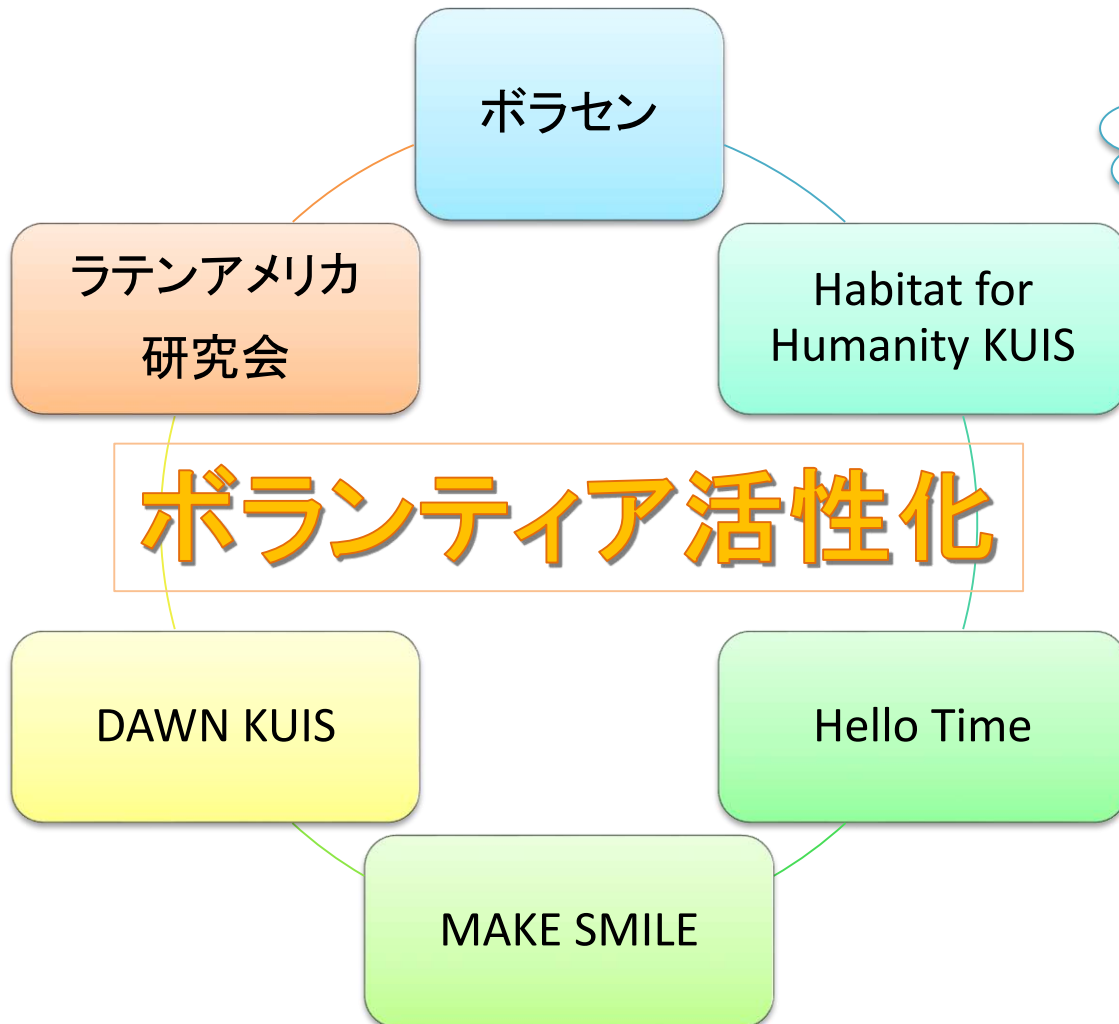 ボラセン
ラテンアメリカ
研究会
Habitat for
Humanity KUIS
ボランティア活性化
DAWN KUIS
Hello Time
MAKE SMILE